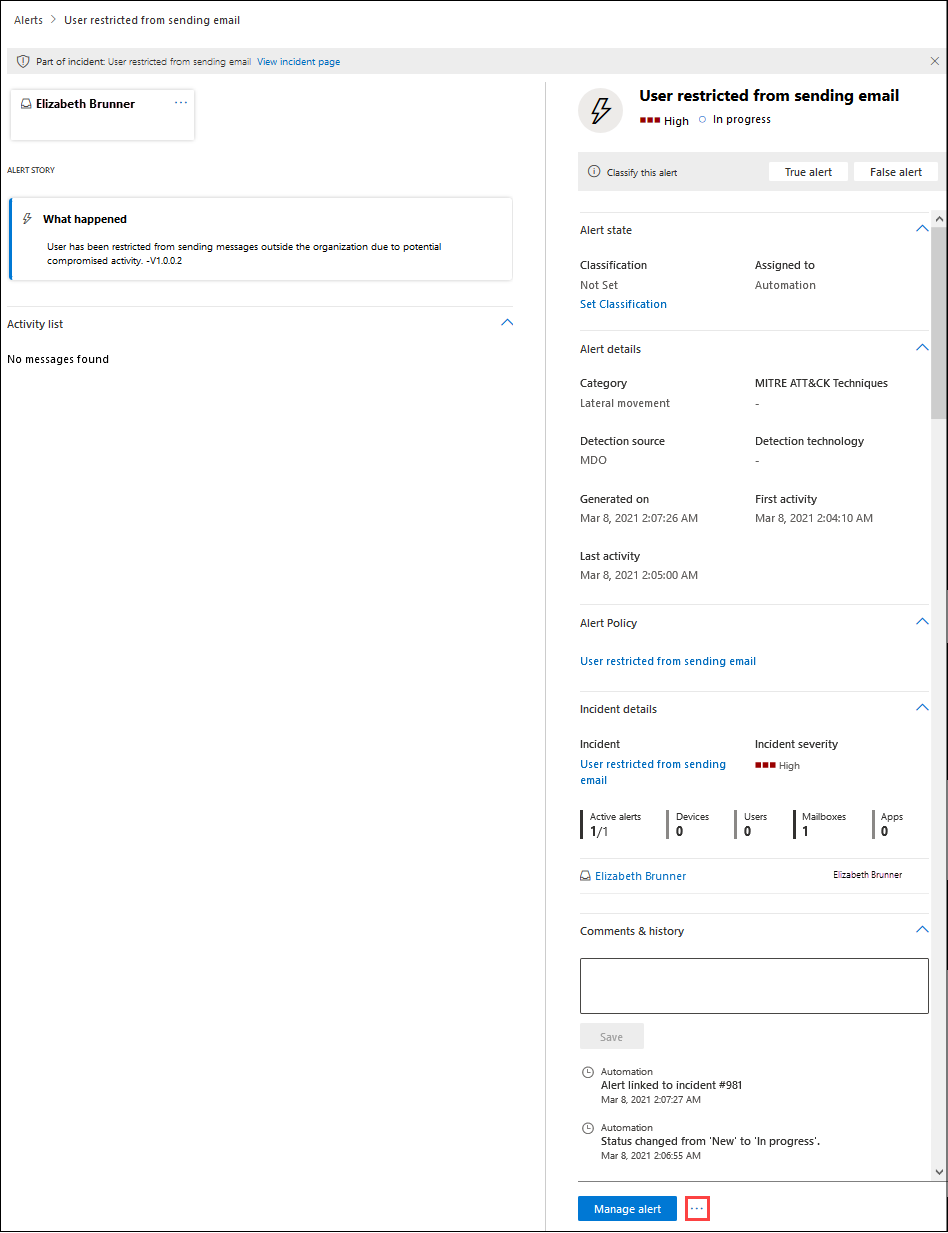 Alerts > User restricted from sending email
Part of incident: User restricted from sending email View incident page
Elizabeth Brunner ...
ALERT STORY
What happened
User has been restricted from sending messages outside the organization due to potential
compromised activity. -V1.0.0.2
Activity list
No messages found
User restricted from sending email
High In progress
Classify this alert True alert False alert
Alert state
Classification Assigned to
Not Set Automation
Set Classification
Alert details
Category MITRE ATT&CK Techniques
Lateral movement -
Detection source Detection technology
MDO -
Generated on First activity
Mar 8, 2021 2:07:26 AM Mar 8, 2021 2:04:10 AM
Last activity
Mar 8, 2021 2:05:00 AM
Alert Policy
User restricted from sending email
Incident details
Incident Incident severity
User restricted from sending High
email
Active alerts Devices Users Mailboxes Apps
1/1 0 0 1 0
Elizabeth Brunner Elizabeth Brunner
Comments & history
Save
Automation
Alert linked to incident #981
Mar 8, 2021 2:07:27 AM
Automation
Status changed from 'New' to 'In progress'.
Mar 8, 2021 2:06:55 AM
Manage alert ...